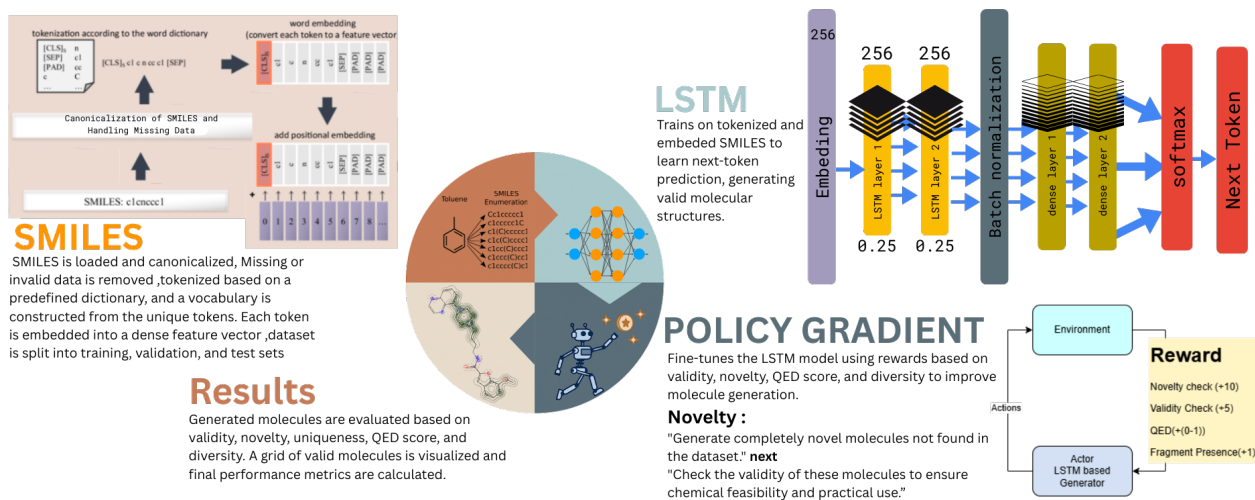 tokenization according to the word dictionary
[CLS]ₛ n
[SEP] c1
[PAD] cc
c C
... ...
[CLS]ₛ c1 c n cc c1 [SEP]
Canonicalization of SMILES and
Handling Missing Data
SMILES: c1cnccc1
word embedding
(convert each token to a feature vector
[CLS]ₛ c1 c n cc c1 [SEP] [PAD] [PAD] [PAD]
add positional embedding
[CLS]ₛ c1 c n cc c1 [SEP] [PAD] [PAD] [PAD]
+
0 1 2 3 4 5 6 7 8 ...
SMILES
SMILES is loaded and canonicalized, Missing or
invalid data is removed ,tokenized based on a
predefined dictionary, and a vocabulary is
constructed from the unique tokens. Each token
is embedded into a dense feature vector ,dataset
is split into training, validation, and test sets
Results
Generated molecules are evaluated based on
validity, novelty, uniqueness, QED score, and
diversity. A grid of valid molecules is visualized and
final performance metrics are calculated.
Toluene
SMILES
Enumeration
Cc1ccccc1
c1ccccc1C
c1(C)ccccc1
c1c(C)cccc1
c1cc(C)ccc1
c1ccc(C)cc1
c1cccc(C)c1
LSTM
Trains on tokenized and
embeded SMILES to
learn next-token
prediction, generating
valid molecular
structures.
256
Embeding
256
LSTM layer 1
0.25
256
LSTM layer 2
0.25
Batch normalization
dense layer 1
dense layer 2
softmax
Next Token
POLICY GRADIENT
Fine-tunes the LSTM model using rewards based on
validity, novelty, QED score, and diversity to improve
molecule generation.
Novelty :
"Generate completely novel molecules not found in
the dataset." next
"Check the validity of these molecules to ensure
chemical feasibility and practical use.”
Environment
Actions
Actor
LSTM based
Generator
Reward
Novelty check (+10)
Validity Check (+5)
QED(+(0-1))
Fragment Presence(+1)